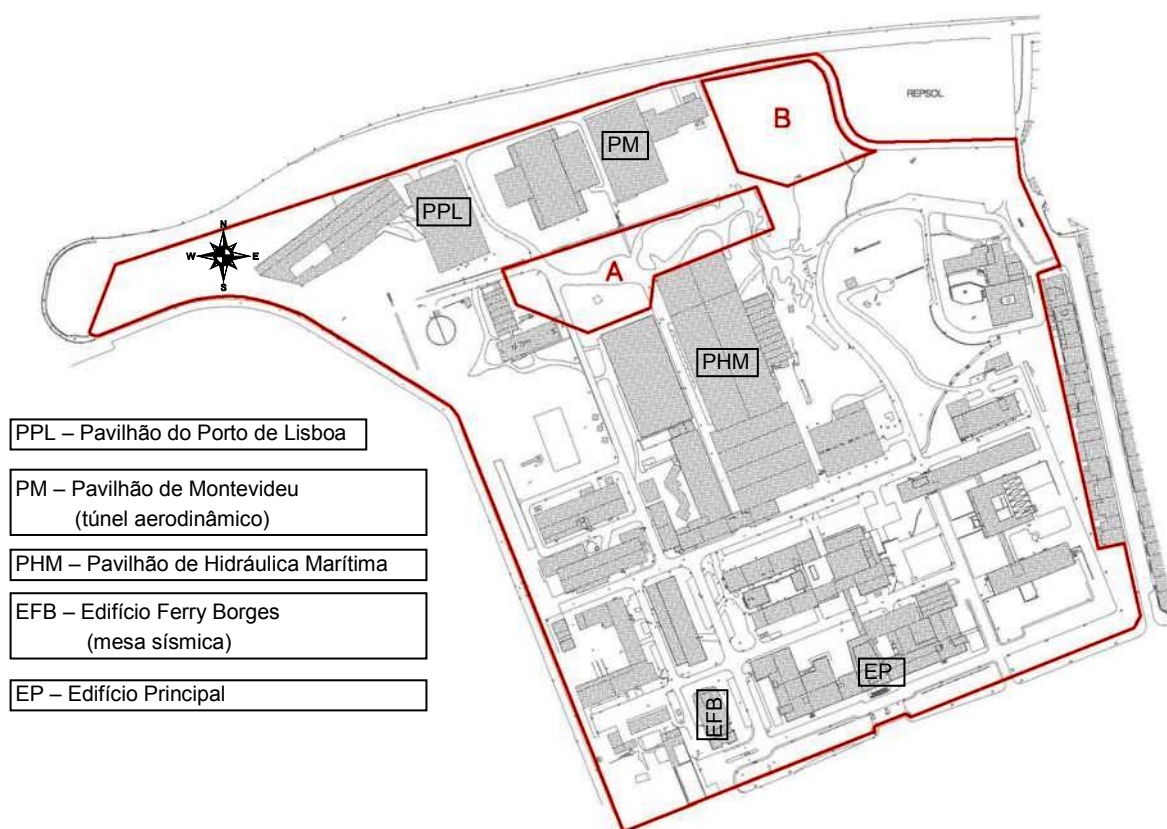 REPSOL
B
PM
PPL
N
W
E
S
A
PHM
PPL – Pavilhão do Porto de Lisboa
PM – Pavilhão de Montevideu
(túnel aerodinâmico)
PHM – Pavilhão de Hidráulica Marítima
EFB – Edifício Ferry Borges
(mesa sísmica)
EP – Edifício Principal
EP
EFB